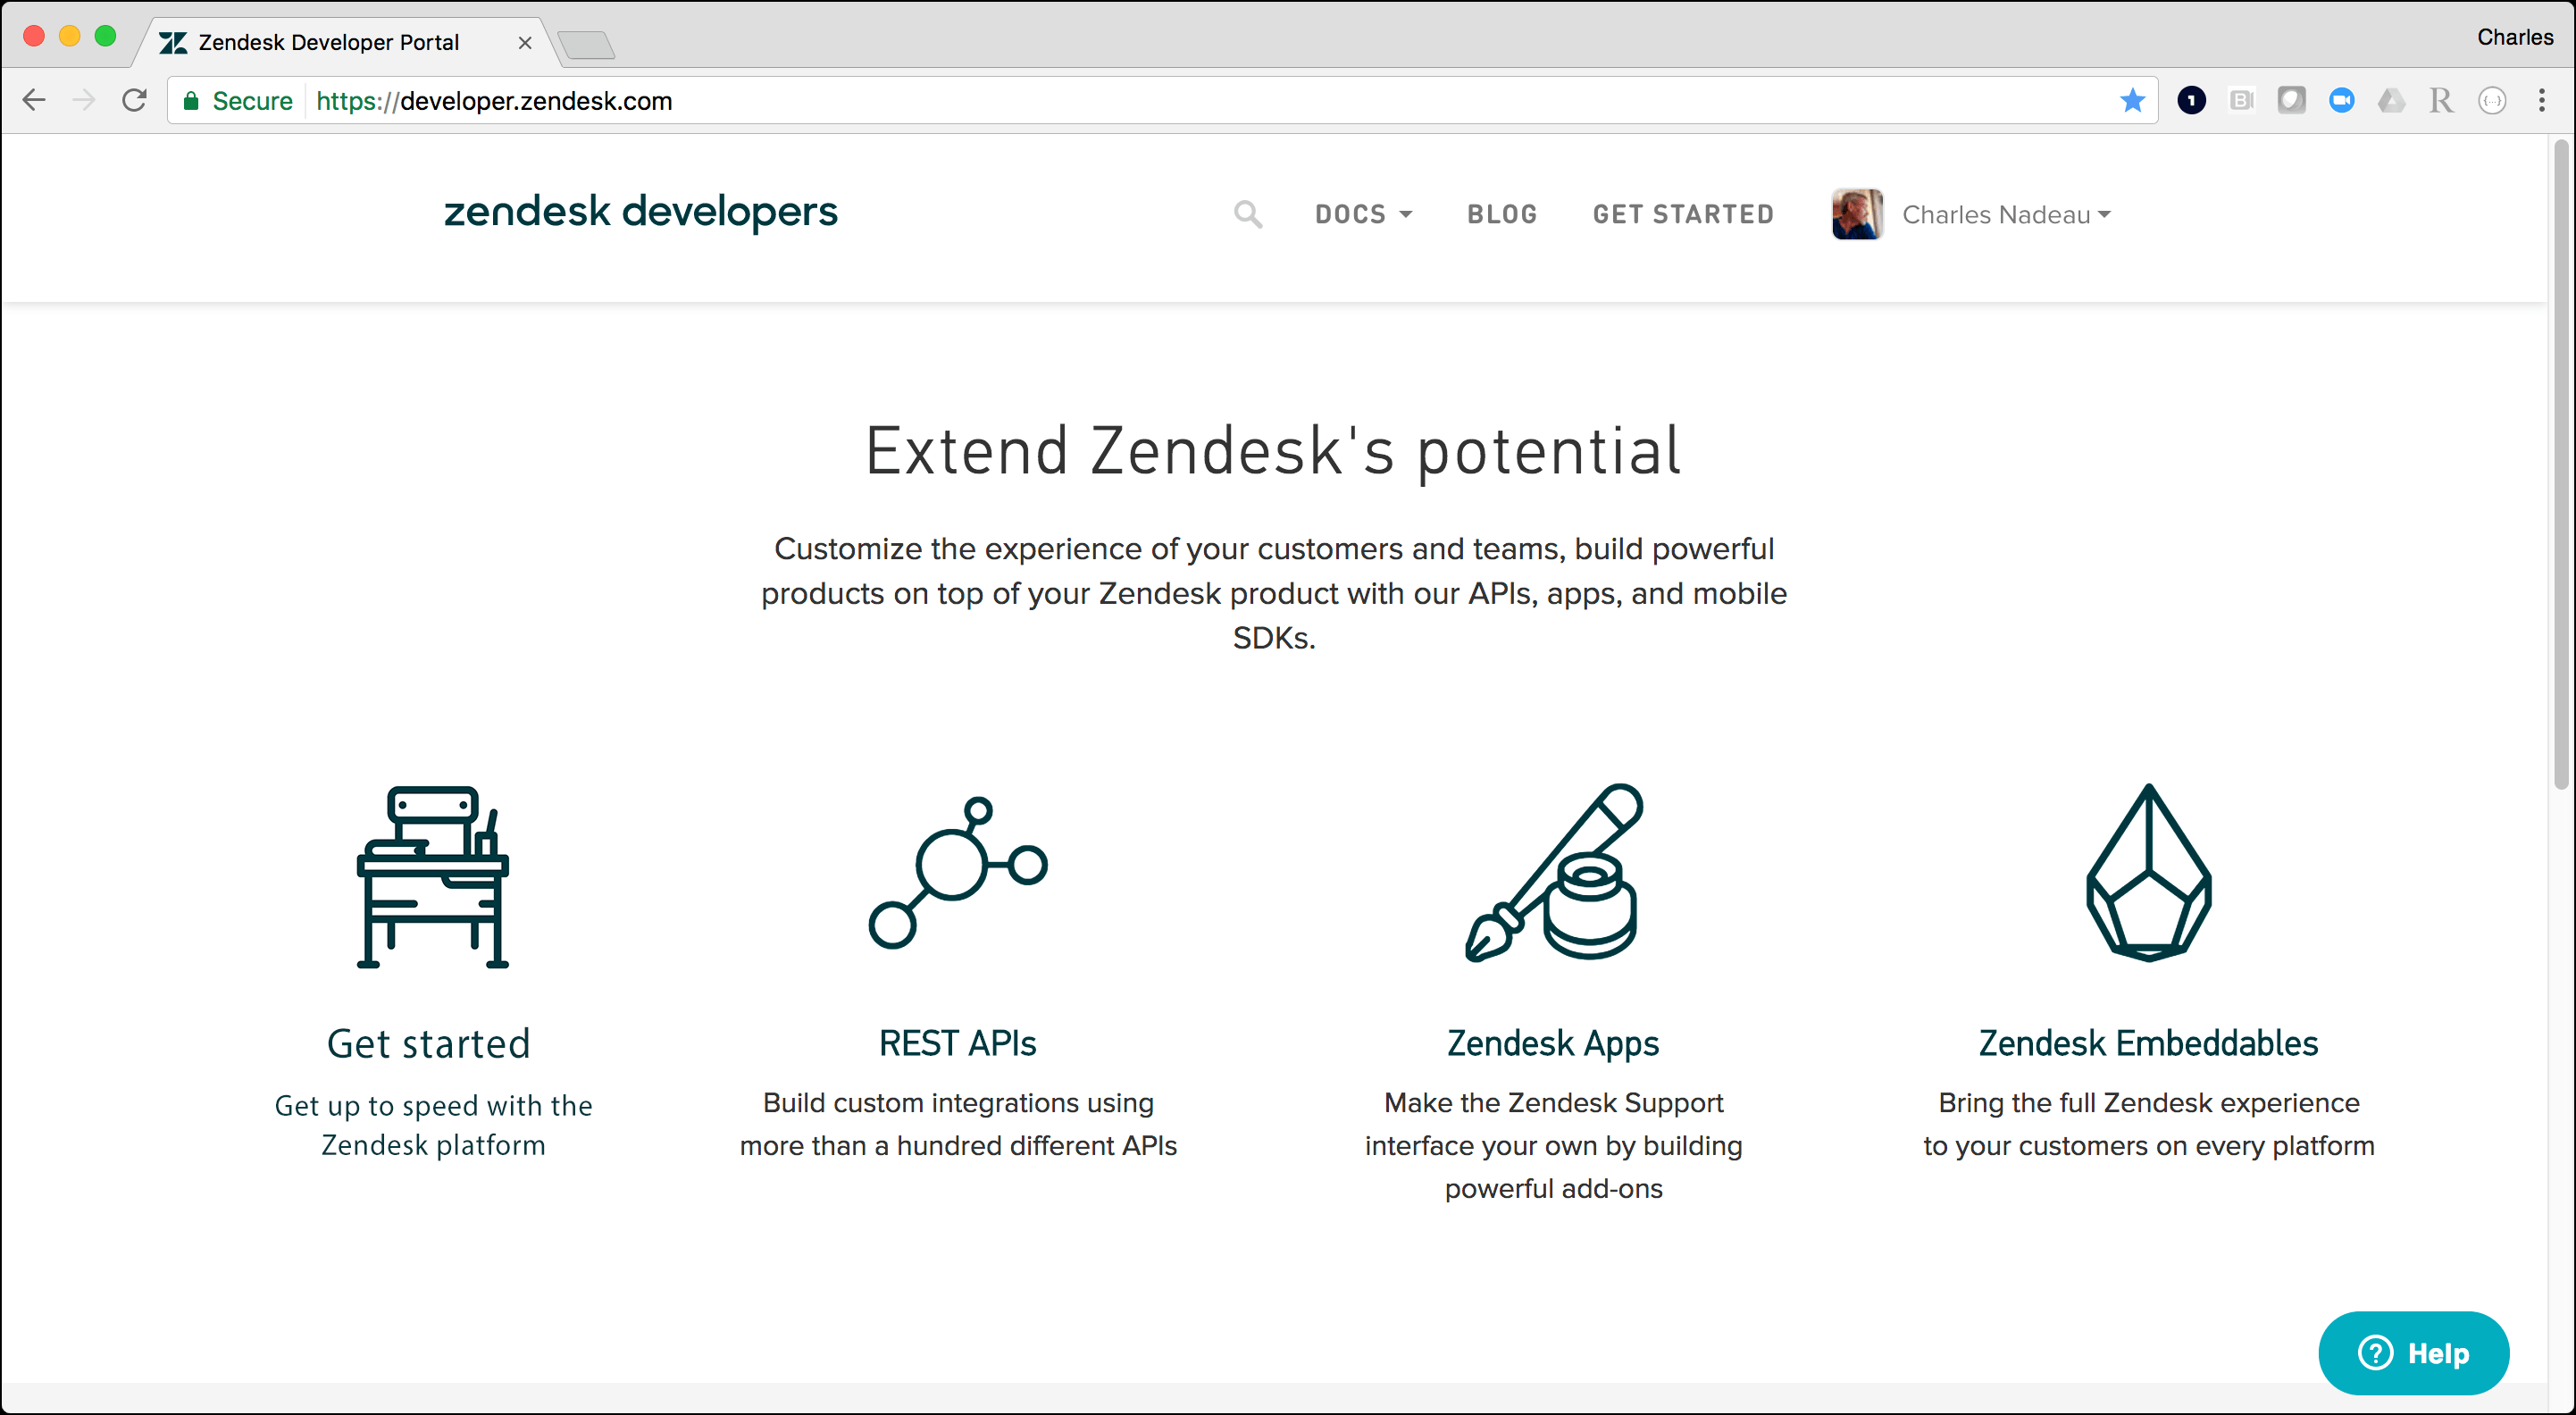 Zendesk Developer Portal
Charles
Secure https://developer.zendesk.com
zendesk developers
DOCS
BLOG
GET STARTED
Charles Nadeau
Extend Zendesk's potential
Customize the experience of your customers and teams, build powerful
products on top of your Zendesk product with our APIs, apps, and mobile
SDKs.
Get started
Get up to speed with the
Zendesk platform
REST APIs
Build custom integrations using
more than a hundred different APIs
Zendesk Apps
Make the Zendesk Support
interface your own by building
powerful add-ons
Zendesk Embeddables
Bring the full Zendesk experience
to your customers on every platform
Help